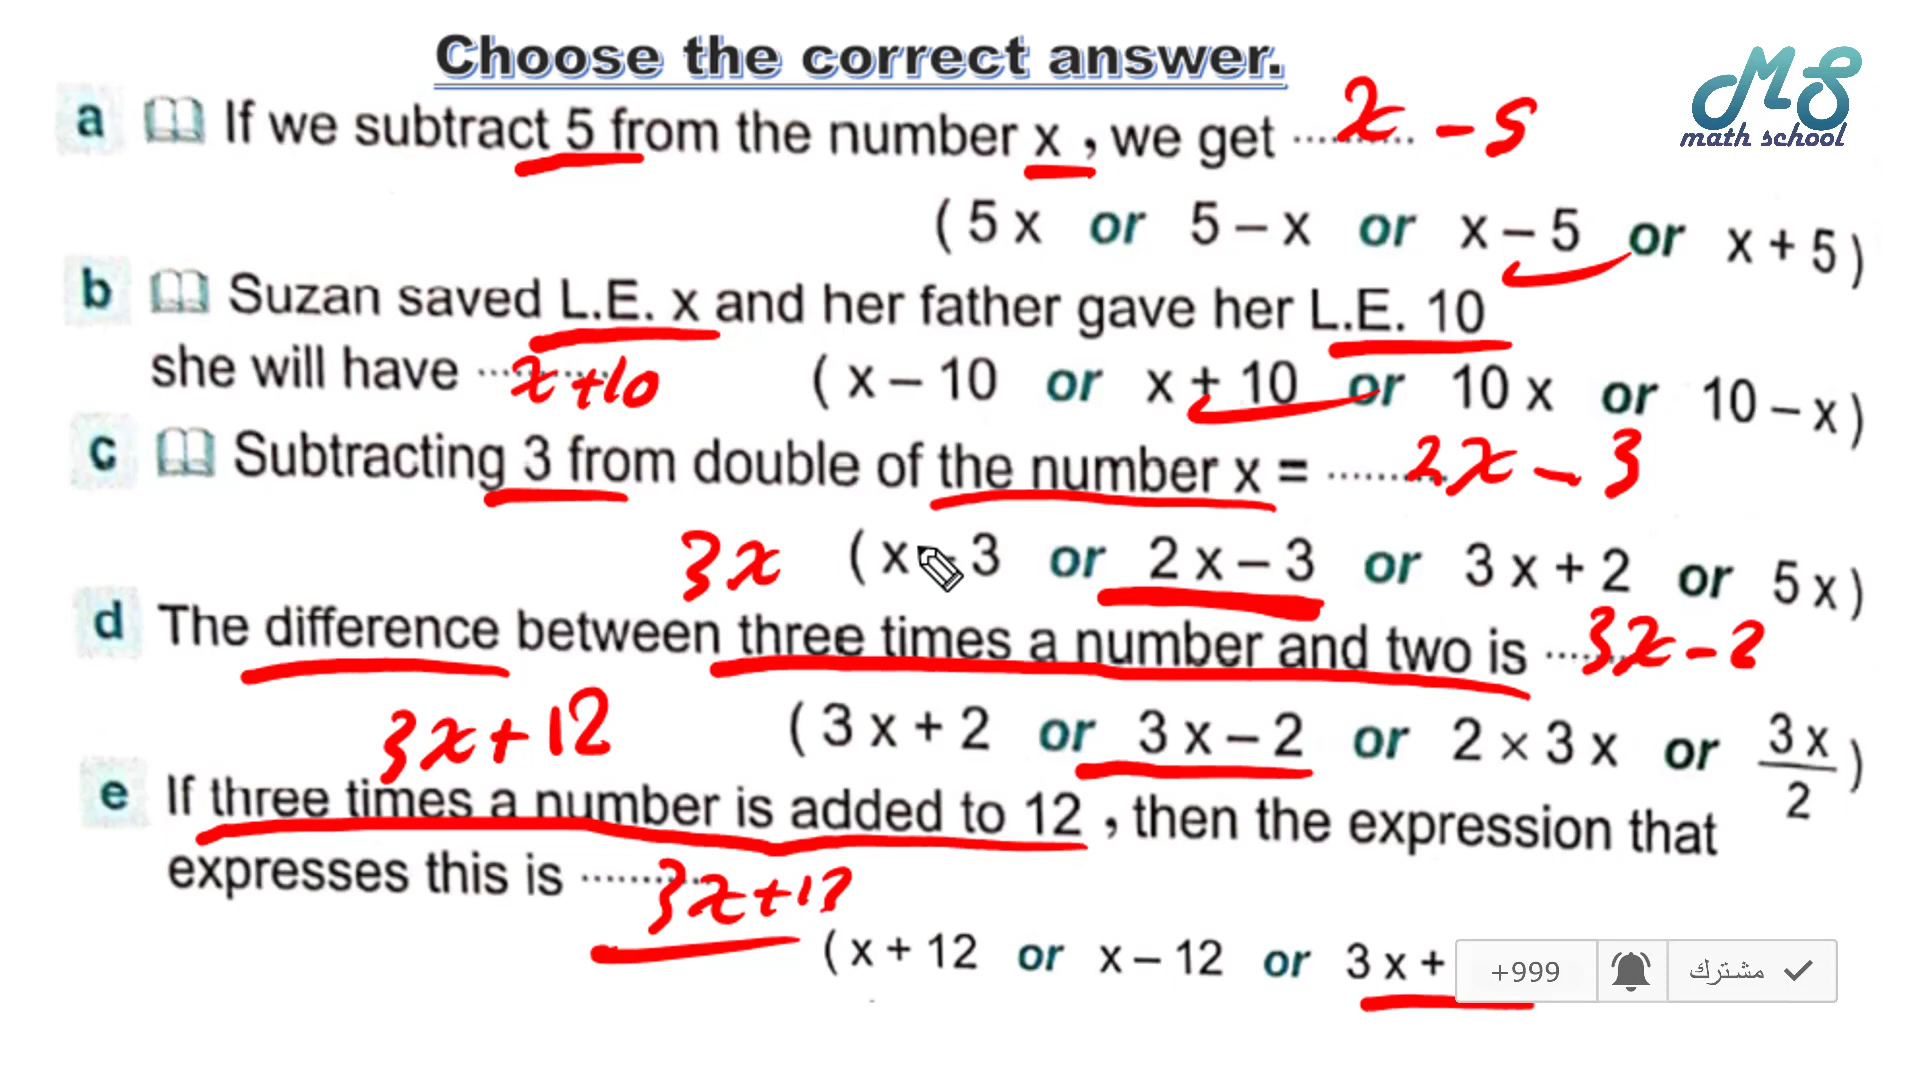 Choose the correct answer.
MS
math school
a If we subtract 5 from the number x , we get ......... x - 5
( 5 x or 5 – x or x – 5 or x + 5 )
b Suzan saved L.E. x and her father gave her L.E. 10
she will have ......... x+10 ( x – 10 or x + 10 or 10 x or 10 – x )
c Subtracting 3 from double of the number x = ......... 2x - 3
3x ( x – 3 or 2 x – 3 or 3 x + 2 or 5 x )
d The difference between three times a number and two is ......... 3x - 2
3x+12 ( 3 x + 2 or 3 x – 2 or 2 × 3 x or 3 x / 2 )
e If three times a number is added to 12 , then the expression that
expresses this is ......... 3x+12
( x + 12 or x – 12 or 3 x +
+999 مشترك